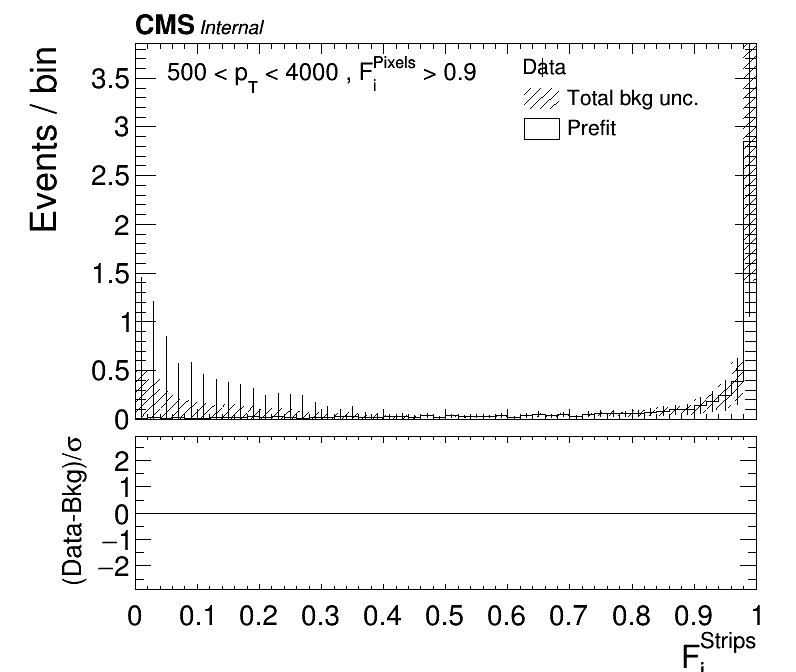 CMS Internal
500 < p_T < 4000 , F_i^Pixels > 0.9
Data
Total bkg unc.
Prefit
Events / bin
3.5
3
2.5
2
1.5
1
0.5
0
(Data-Bkg)/σ
2
1
0
−1
−2
0 0.1 0.2 0.3 0.4 0.5 0.6 0.7 0.8 0.9 1
F_i^Strips